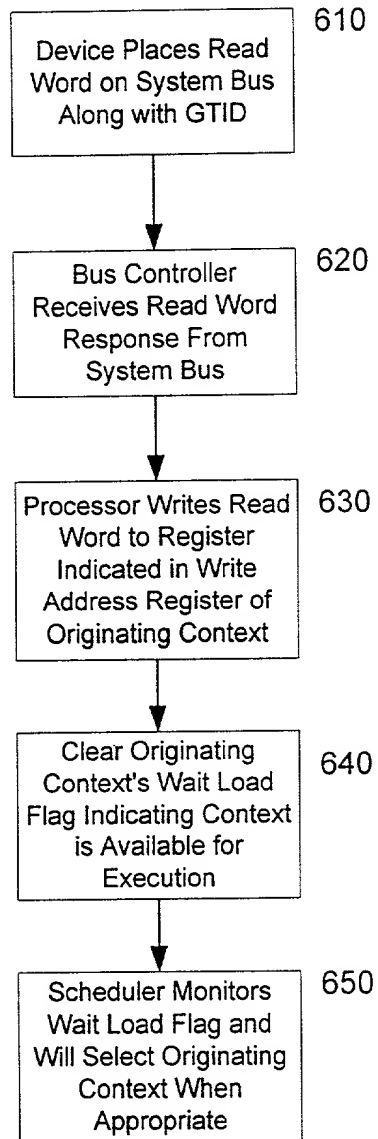 610
Device Places Read
Word on System Bus
Along with GTID
620
Bus Controller
Receives Read Word
Response From
System Bus
630
Processor Writes Read
Word to Register
Indicated in Write
Address Register of
Originating Context
640
Clear Originating
Context's Wait Load
Flag Indicating Context
is Available for
Execution
650
Scheduler Monitors
Wait Load Flag and
Will Select Originating
Context When
Appropriate